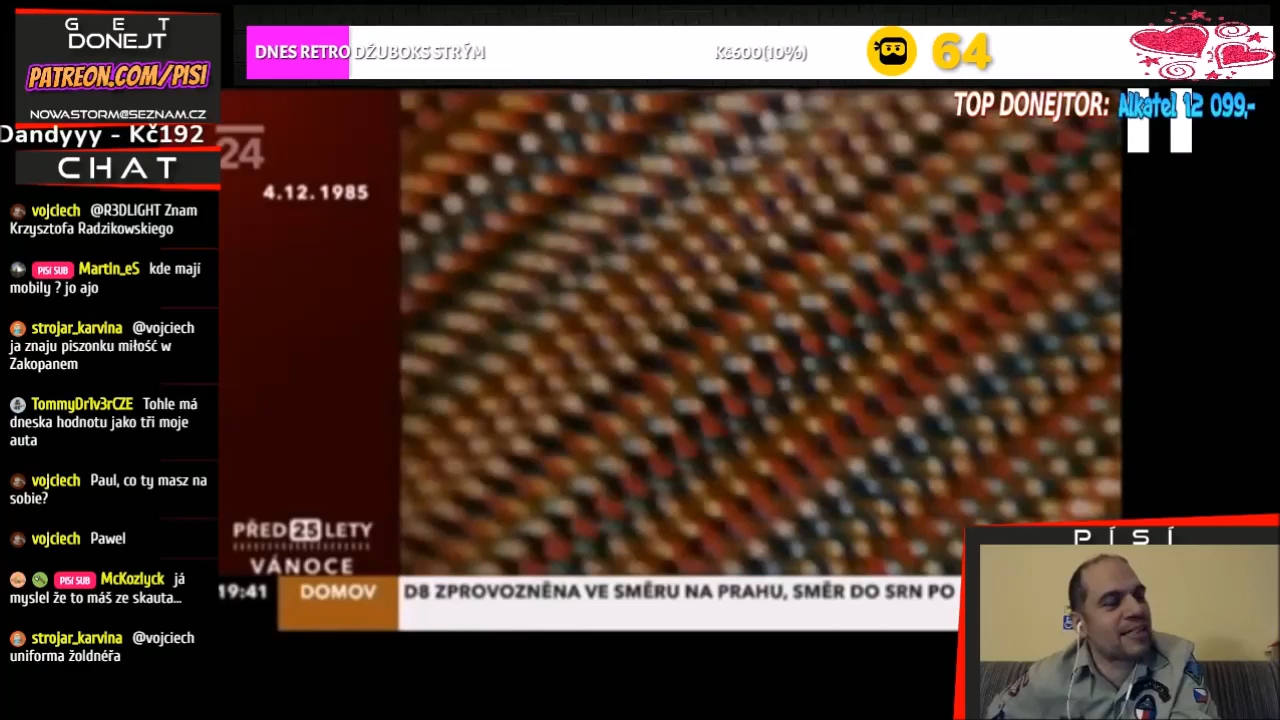 G E T
DONEJT
PATREON.COM/PISI
NOWASTORM@SEZNAM.CZ
Dandyyy - Kč192
CHAT
vojciech @R3DLIGHT Znam
Krzysztofa Radzikowskiego
PISI SUB MartIn_eS kde mají
mobily ? jo ajo
strojar_karvina @vojciech
ja znaju piszonku miłość w
Zakopanem
TommyDr1v3rCZE Tohle má
dneska hodnotu jako tři moje
auta
vojciech Paul, co ty masz na
sobie?
vojciech Pawel
PISI SUB McKozlyck já
myslel že to máš ze skauta...
strojar_karvina @vojciech
uniforma žoldnéřa
DNES RETRO DŽUBOKS STRÝM
Kč600(10%)
64
TOP DONEJTOR: Alkatel 12 099,-
24
4.12.1985
PŘED 25 LETY
VÁNOCE
19:41 DOMOV D8 ZPROVOZNĚNA VE SMĚRU NA PRAHU, SMĚR DO SRN PO
PÍSÍ